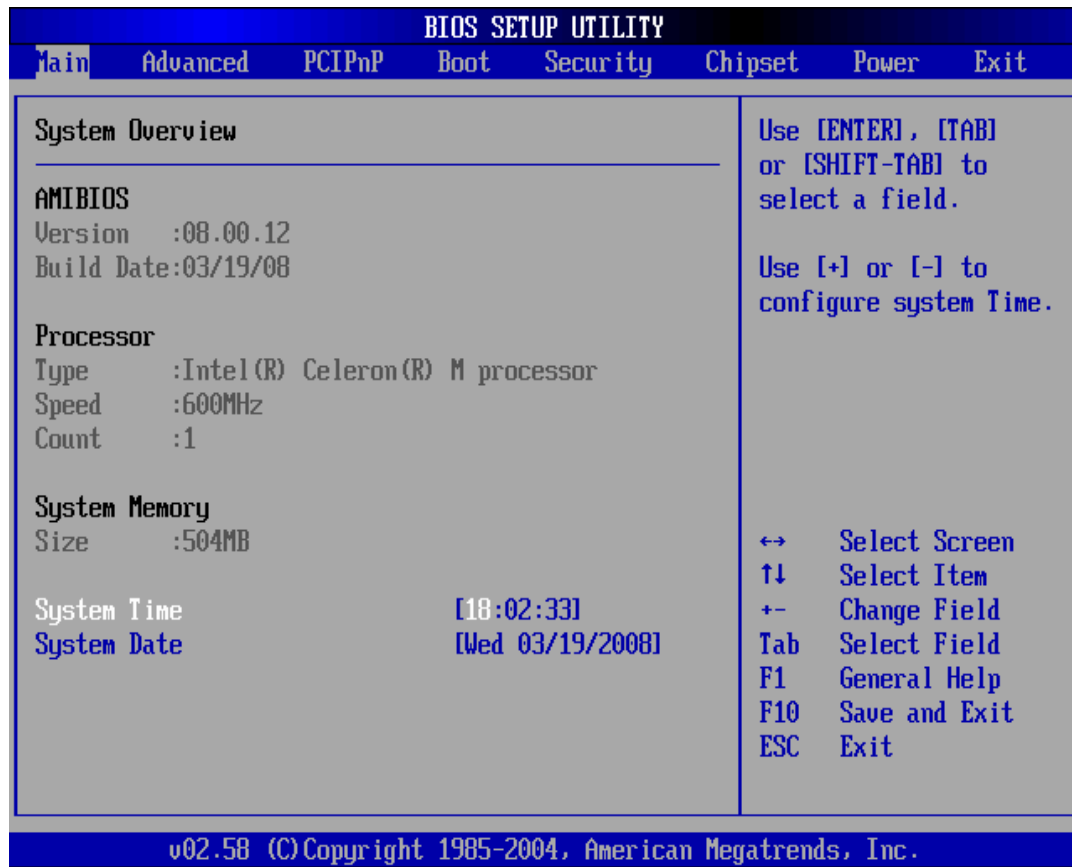 BIOS SETUP UTILITY
Main Advanced PCIPnP Boot Security Chipset Power Exit
System Overview
AMIBIOS
Version :08.00.12
Build Date:03/19/08
Processor
Type :Intel(R) Celeron(R) M processor
Speed :600MHz
Count :1
System Memory
Size :504MB
System Time [18:02:33]
System Date [Wed 03/19/2008]
Use [ENTER], [TAB]
or [SHIFT-TAB] to
select a field.
Use [+] or [-] to
configure system Time.
↔ Select Screen
↑↓ Select Item
+- Change Field
Tab Select Field
F1 General Help
F10 Save and Exit
ESC Exit
v02.58 (C)Copyright 1985-2004, American Megatrends, Inc.